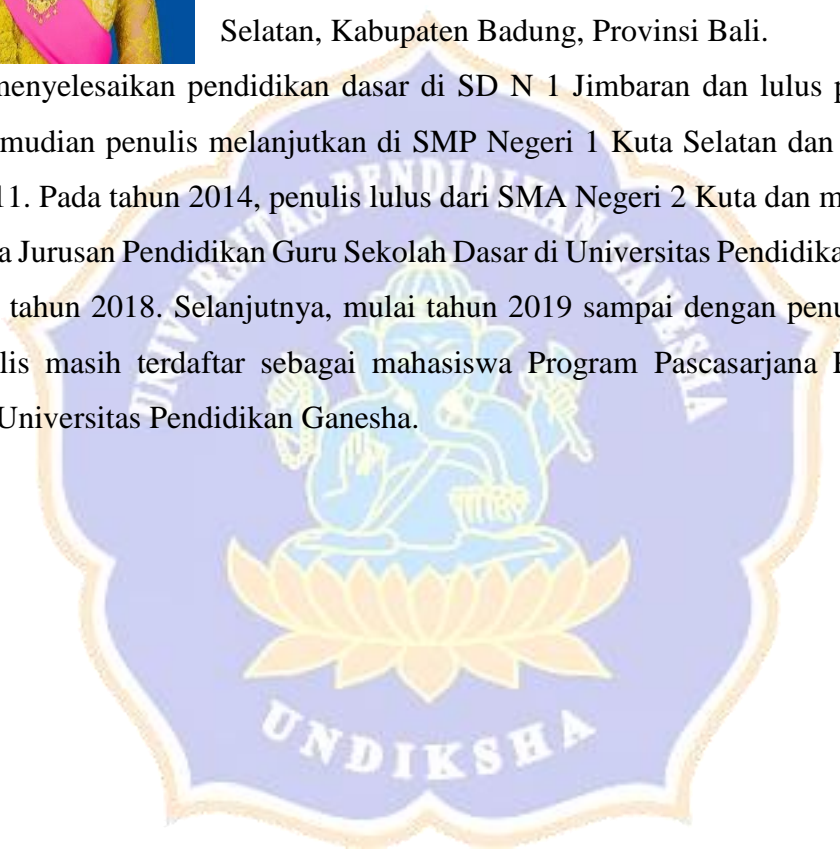 Selatan, Kabupaten Badung, Provinsi Bali.
menyelesaikan pendidikan dasar di SD N 1 Jimbaran dan lulus
mudian penulis melanjutkan di SMP Negeri 1 Kuta Selatan dan
11. Pada tahun 2014, penulis lulus dari SMA Negeri 2 Kuta dan
a Jurusan Pendidikan Guru Sekolah Dasar di Universitas Pendidika
tahun 2018. Selanjutnya, mulai tahun 2019 sampai dengan penu
lis masih terdaftar sebagai mahasiswa Program Pascasarjana
Universitas Pendidikan Ganesha.
UNIVERSITAS PENDIDIKAN GANESHA
UNDIKSHA